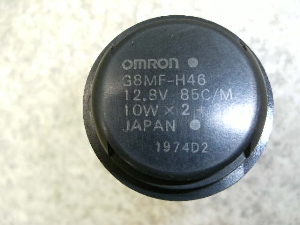 OMRON
G8MF-H46
12.8V 85C/M
10W × 2
JAPAN
1974D2